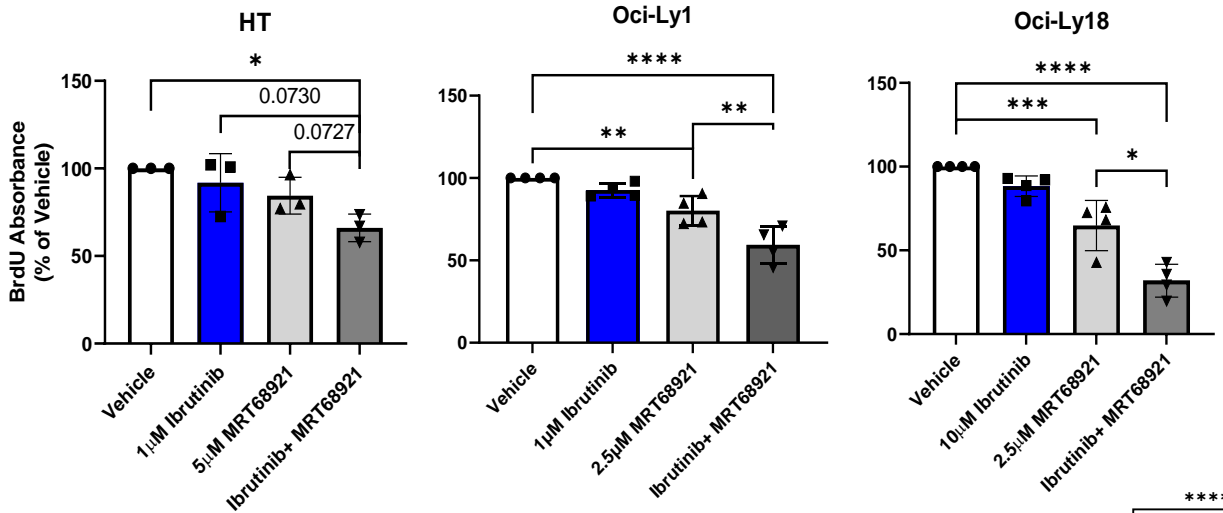 HT
Oci-Ly1
Oci-Ly18
BrdU Absorbance
(% of Vehicle)
150
100
50
0
*
0.0730
0.0727
Vehicle
1µM Ibrutinib
5µM MRT68921
Ibrutinib+ MRT68921
150
100
50
0
****
**
**
Vehicle
1µM Ibrutinib
2.5µM MRT68921
Ibrutinib+ MRT68921
150
100
50
0
****
***
*
Vehicle
10µM Ibrutinib
2.5µM MRT68921
Ibrutinib+ MRT68921
****